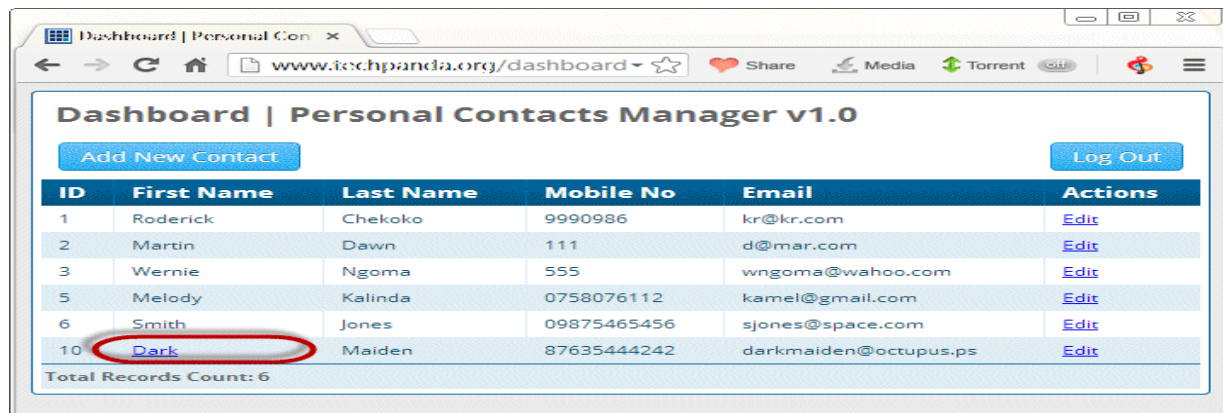 Dashboard | Personal Con
www.techpanda.org/dashboard
Share
Media
Torrent
Dashboard | Personal Contacts Manager v1.0
Add New Contact
Log Out
ID First Name Last Name Mobile No Email Actions
1 Roderick Chekoko 9990986 kr@kr.com Edit
2 Martin Dawn 111 d@mar.com Edit
3 Wernie Ngoma 555 wngoma@wahoo.com Edit
5 Melody Kalinda 0758076112 kamel@gmail.com Edit
6 Smith Jones 09875465456 sjones@space.com Edit
10 Dark Maiden 87635444242 darkmaiden@octupus.ps Edit
Total Records Count: 6